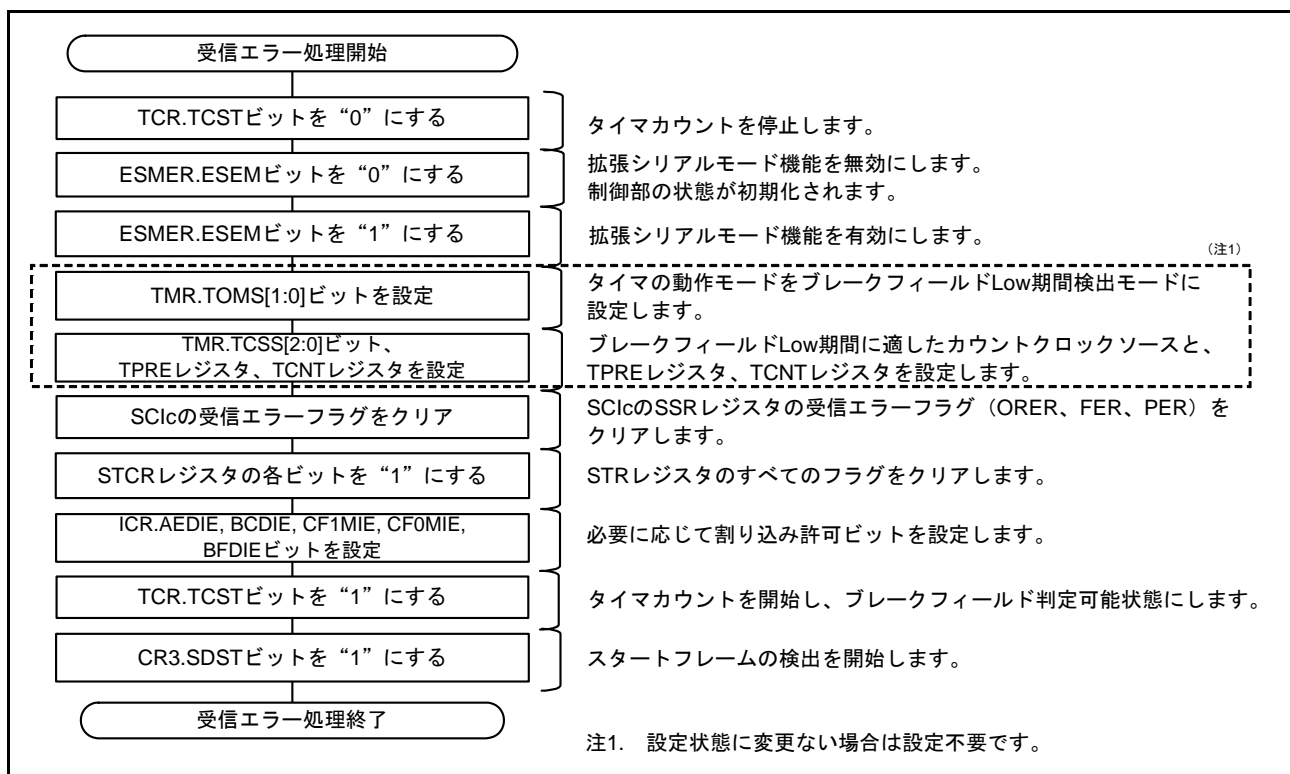 受信エラー処理開始
TCR.TCSTビットを“0”にする
タイマカウントを停止します。
ESMER.ESEMビットを“0”にする
拡張シリアルモード機能を無効にします。
制御部の状態が初期化されます。
ESMER.ESEMビットを“1”にする
拡張シリアルモード機能を有効にします。
（注1）
TMR.TOMS[1:0]ビットを設定
タイマの動作モードをブレークフィールドLow期間検出モードに
設定します。
TMR.TCSS[2:0]ビット、
TPREレジスタ、TCNTレジスタを設定
ブレークフィールドLow期間に適したカウントクロックソースと、
TPREレジスタ、TCNTレジスタを設定します。
SCIcの受信エラーフラグをクリア
SCIcのSSRレジスタの受信エラーフラグ（ORER、FER、PER）を
クリアします。
STCRレジスタの各ビットを“1”にする
STRレジスタのすべてのフラグをクリアします。
ICR.AEDIE, BCDIE, CF1MIE, CF0MIE,
BFDIEビットを設定
必要に応じて割り込み許可ビットを設定します。
TCR.TCSTビットを“1”にする
タイマカウントを開始し、ブレークフィールド判定可能状態にします。
CR3.SDSTビットを“1”にする
スタートフレームの検出を開始します。
受信エラー処理終了
注1. 設定状態に変更ない場合は設定不要です。